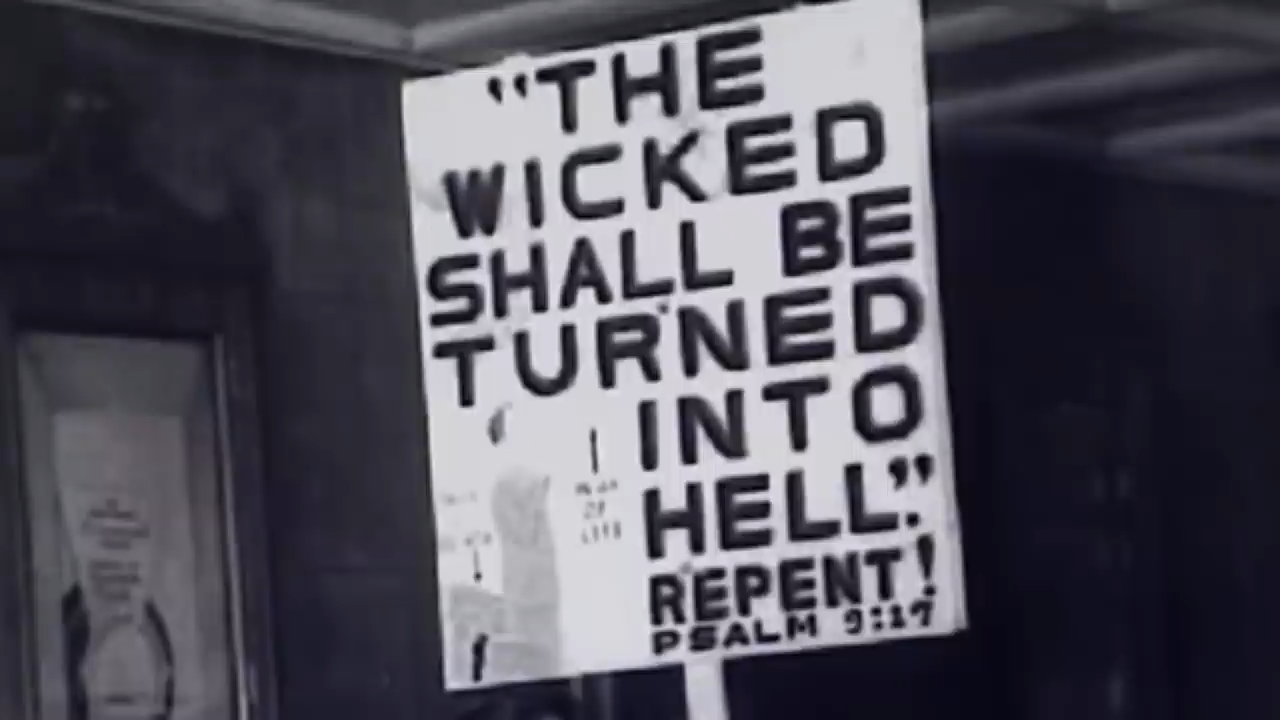 "THE
WICKED
SHALL BE
TURNED
INTO
HELL."
REPENT!
PSALM 9:17